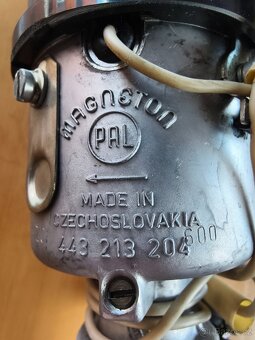 MAGNETON
PAL
MADE IN
CZECHOSLOVAKIA
443 213 204 600